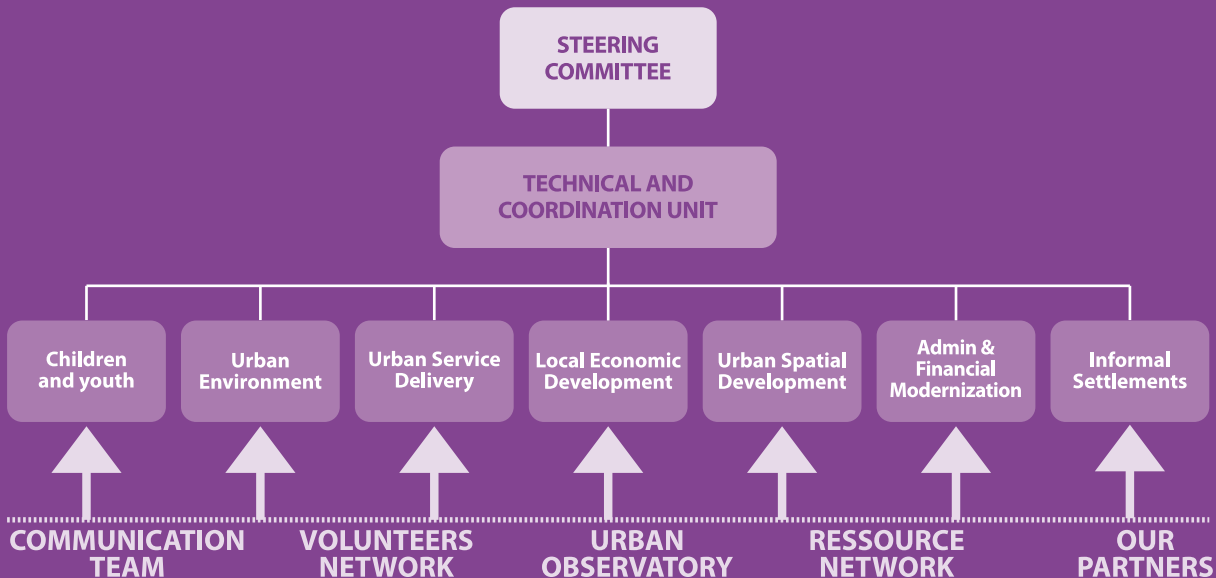 STEERING
COMMITTEE
TECHNICAL AND
COORDINATION UNIT
Children
and youth
Urban
Environment
Urban Service
Delivery
Local Economic
Development
Urban Spatial
Development
Admin &
Financial
Modernization
Informal
Settlements
COMMUNICATION
TEAM
VOLUNTEERS
NETWORK
URBAN
OBSERVATORY
RESSOURCE
NETWORK
OUR
PARTNERS